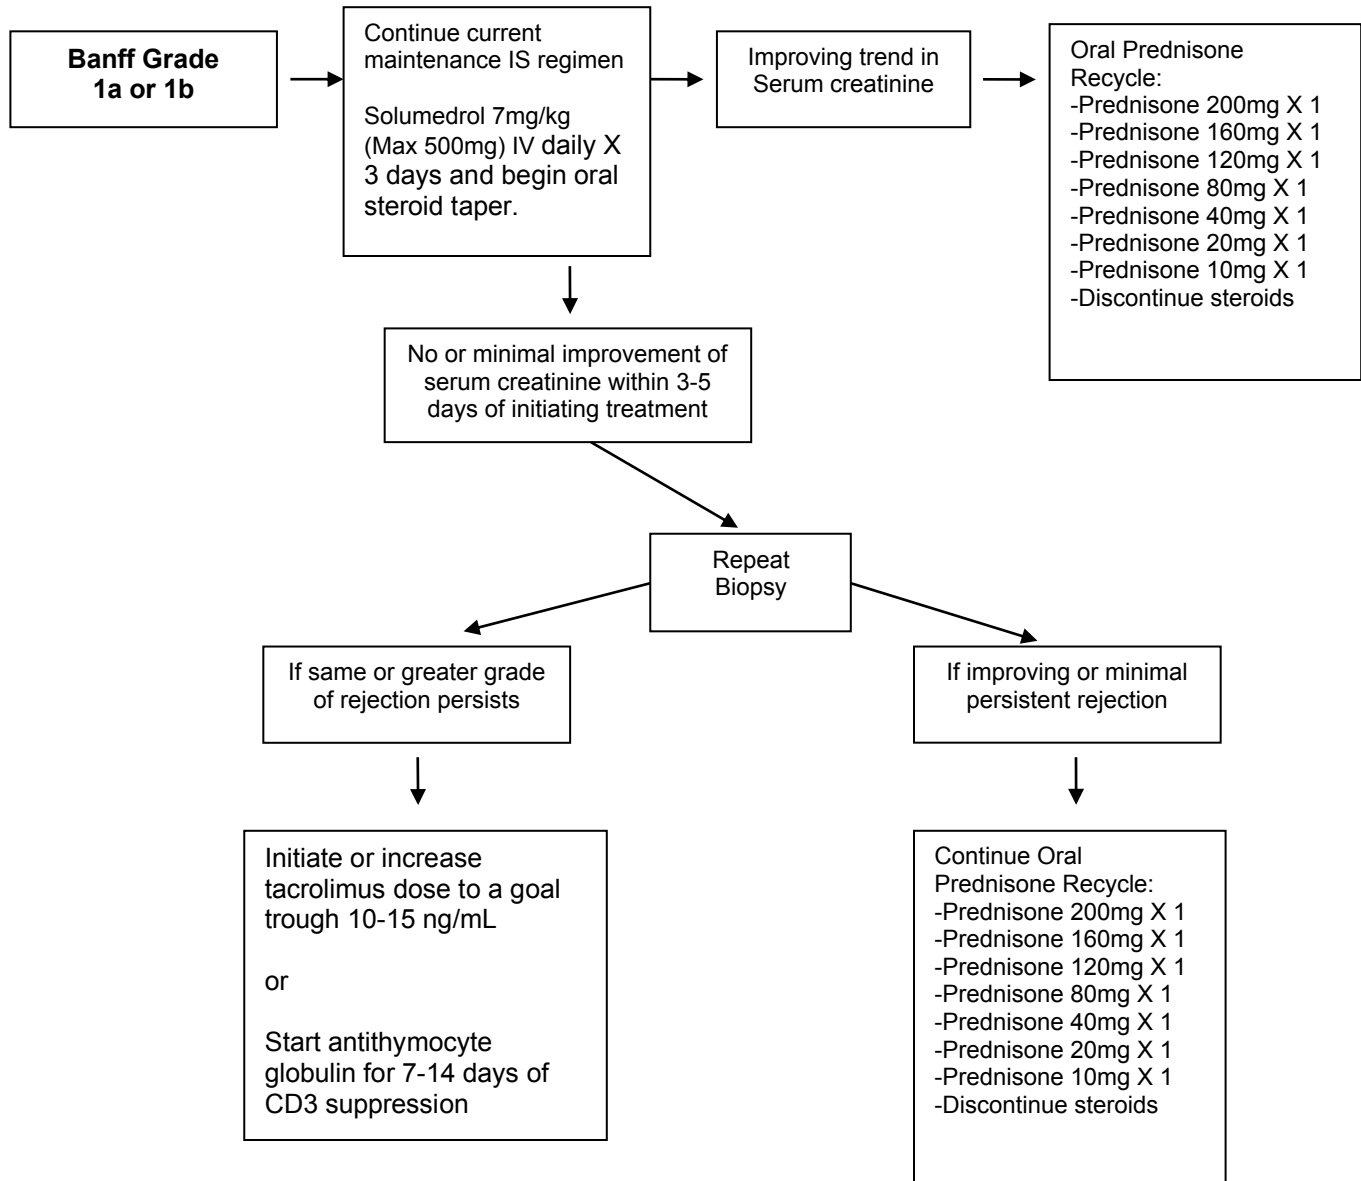 Banff Grade
1a or 1b
Continue current
maintenance IS regimen
Solumedrol 7mg/kg
(Max 500mg) IV daily X
3 days and begin oral
steroid taper.
Improving trend in
Serum creatinine
Oral Prednisone
Recycle:
-Prednisone 200mg X 1
-Prednisone 160mg X 1
-Prednisone 120mg X 1
-Prednisone 80mg X 1
-Prednisone 40mg X 1
-Prednisone 20mg X 1
-Prednisone 10mg X 1
-Discontinue steroids
No or minimal improvement of
serum creatinine within 3-5
days of initiating treatment
Repeat
Biopsy
If same or greater grade
of rejection persists
If improving or minimal
persistent rejection
Initiate or increase
tacrolimus dose to a goal
trough 10-15 ng/mL
or
Start antithymocyte
globulin for 7-14 days of
CD3 suppression
Continue Oral
Prednisone Recycle:
-Prednisone 200mg X 1
-Prednisone 160mg X 1
-Prednisone 120mg X 1
-Prednisone 80mg X 1
-Prednisone 40mg X 1
-Prednisone 20mg X 1
-Prednisone 10mg X 1
-Discontinue steroids